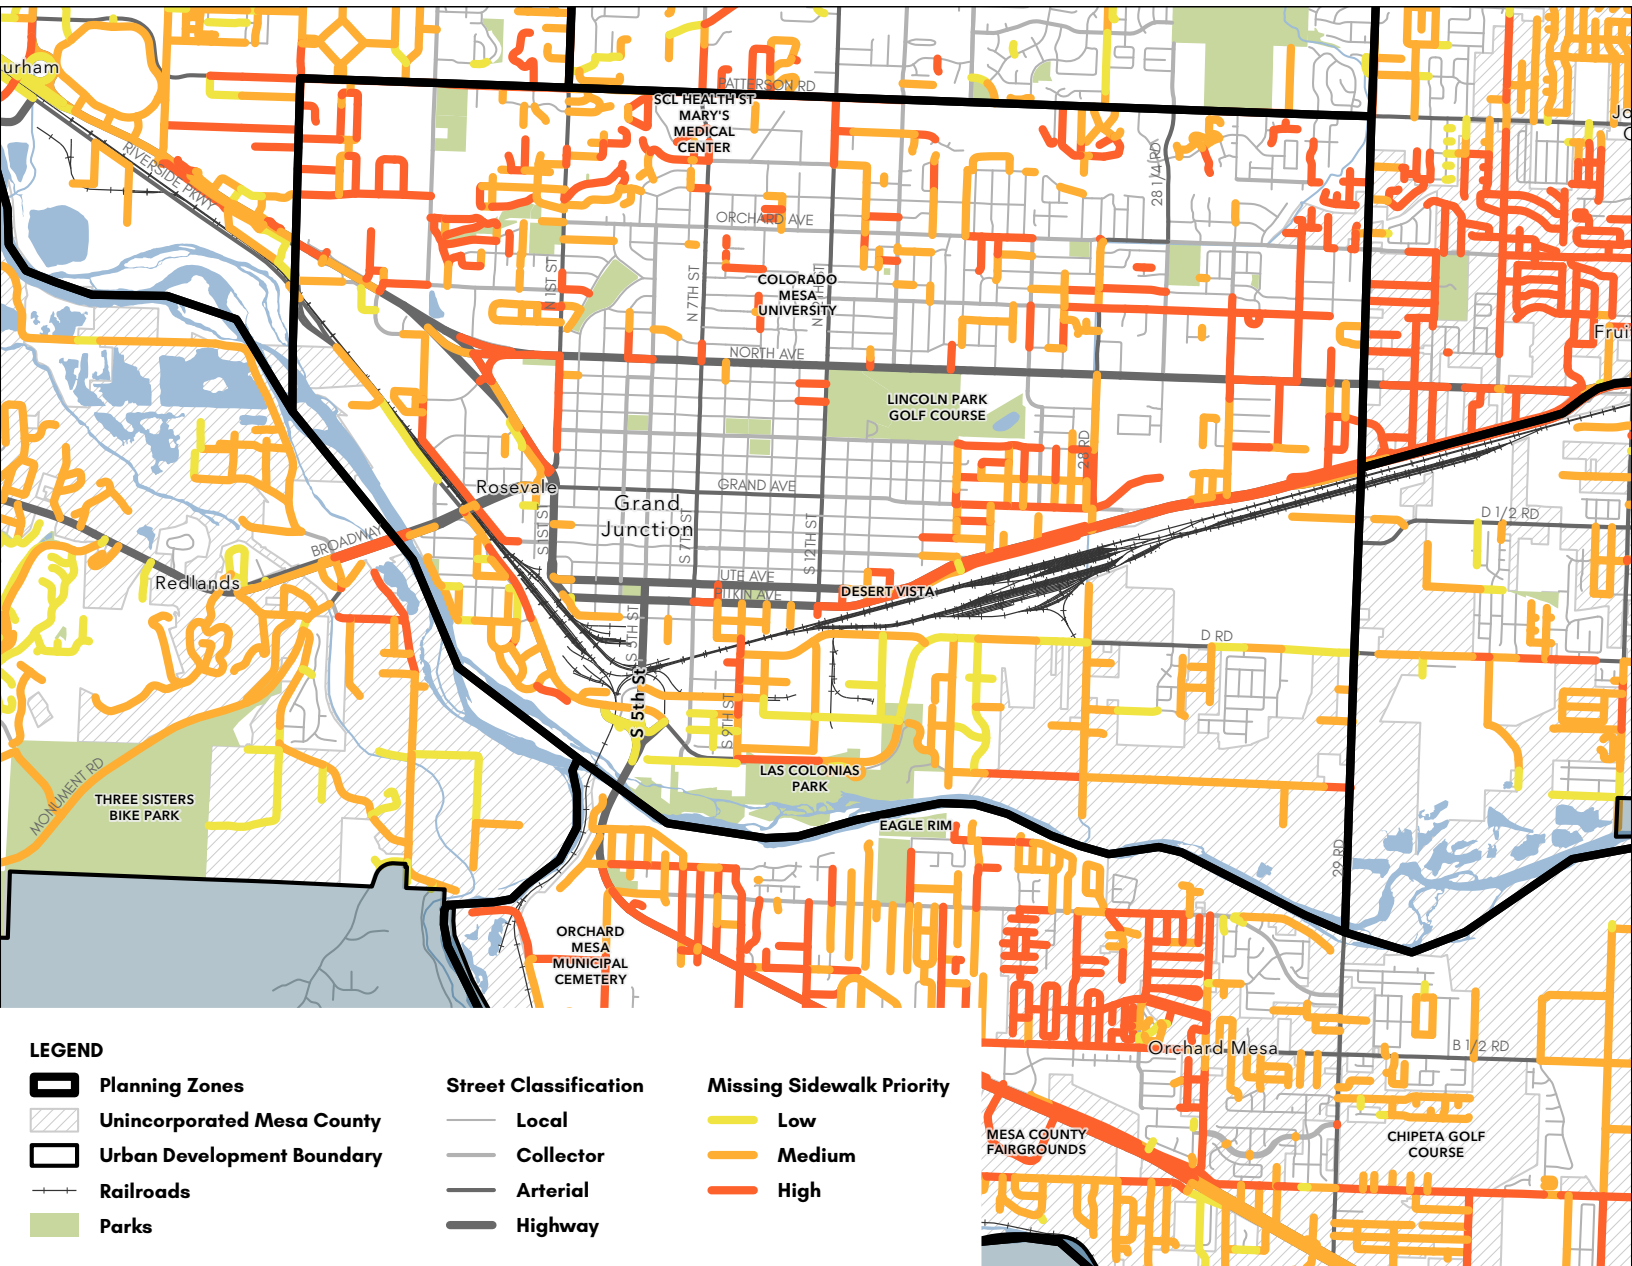 urham
PATTERSON RD
SCL HEALTH ST
MARY'S
MEDICAL
CENTER
RIVERSIDE PKWY
28 1/4 RD
ORCHARD AVE
N 1ST ST
N 7TH ST
COLORADO
MESA
UNIVERSITY
NORTH AVE
Frui
LINCOLN PARK
GOLF COURSE
28 RD
Rosevale
GRAND AVE
Grand
Junction
S 1ST ST
S 7TH ST
S 12TH ST
D 1/2 RD
BROADWAY
Redlands
UTE AVE
PITKIN AVE
DESERT VISTA
S 5TH ST
D RD
S 5th St
S 9TH ST
MONUMENT RD
THREE SISTERS
BIKE PARK
LAS COLONIAS
PARK
EAGLE RIM
29 RD
ORCHARD
MESA
MUNICIPAL
CEMETERY
Orchard Mesa
B 1/2 RD
MESA COUNTY
FAIRGROUNDS
CHIPETA GOLF
COURSE
LEGEND
Planning Zones
Unincorporated Mesa County
Urban Development Boundary
Railroads
Parks
Street Classification
Local
Collector
Arterial
Highway
Missing Sidewalk Priority
Low
Medium
High